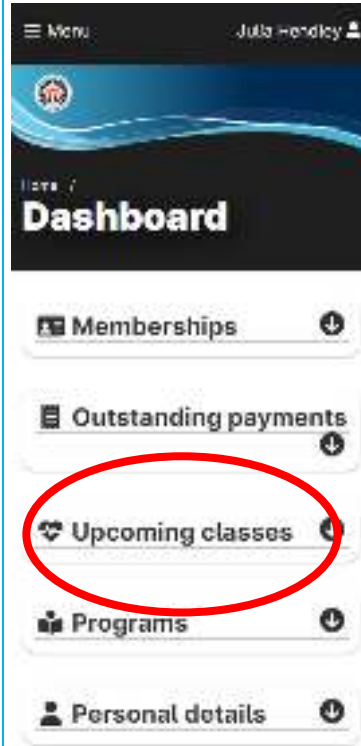 Menu Julia Hendley
Home /
Dashboard
Memberships
Outstanding payments
Upcoming classes
Programs
Personal details